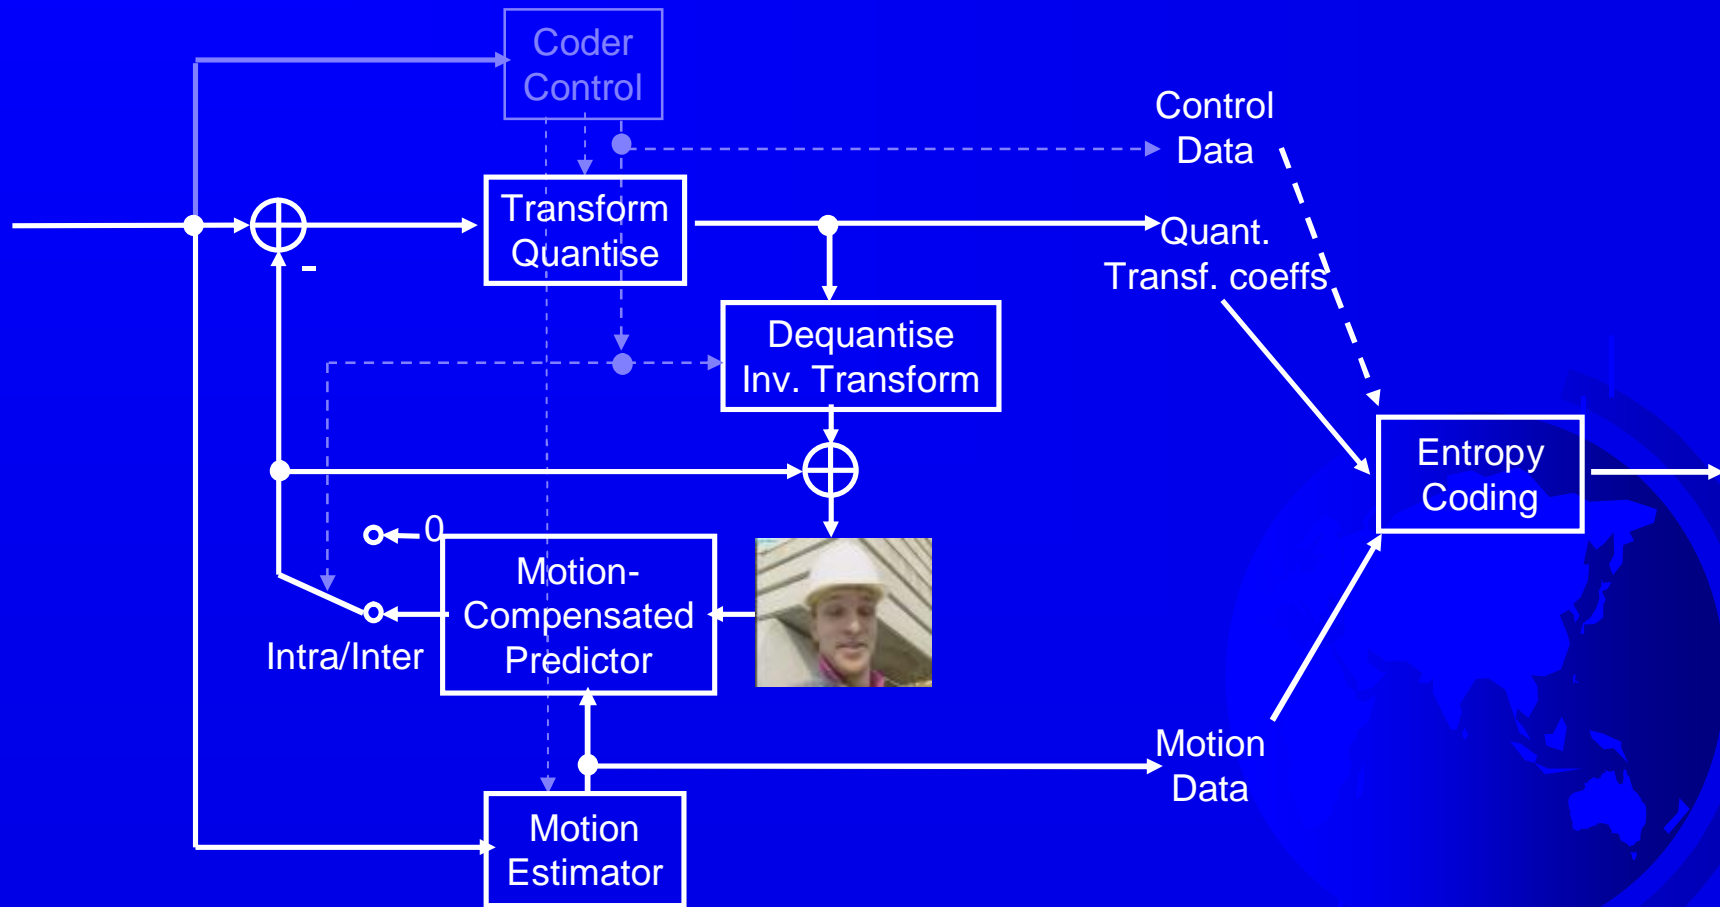 Coder
Control
Control
Data
Transform
Quantise
-
Quant.
Transf. coeffs
Dequantise
Inv. Transform
Entropy
Coding
0
Motion-
Compensated
Predictor
Intra/Inter
Motion
Data
Motion
Estimator